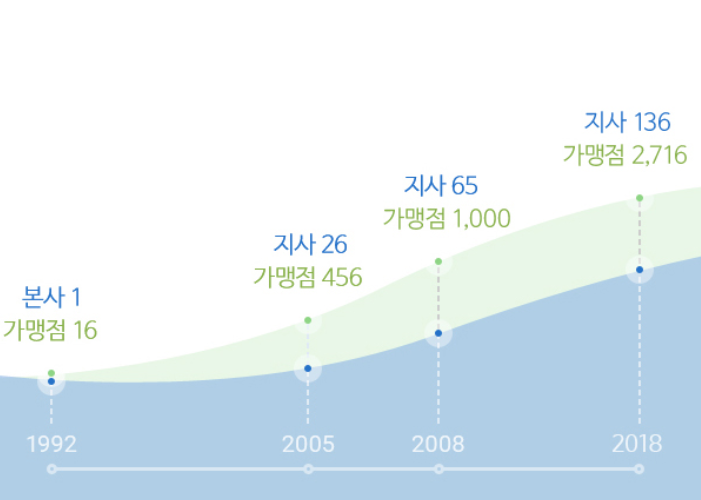 지사 136
가맹점 2,716
지사 65
가맹점 1,000
지사 26
가맹점 456
본사 1
가맹점 16
1992
2005
2008
2018